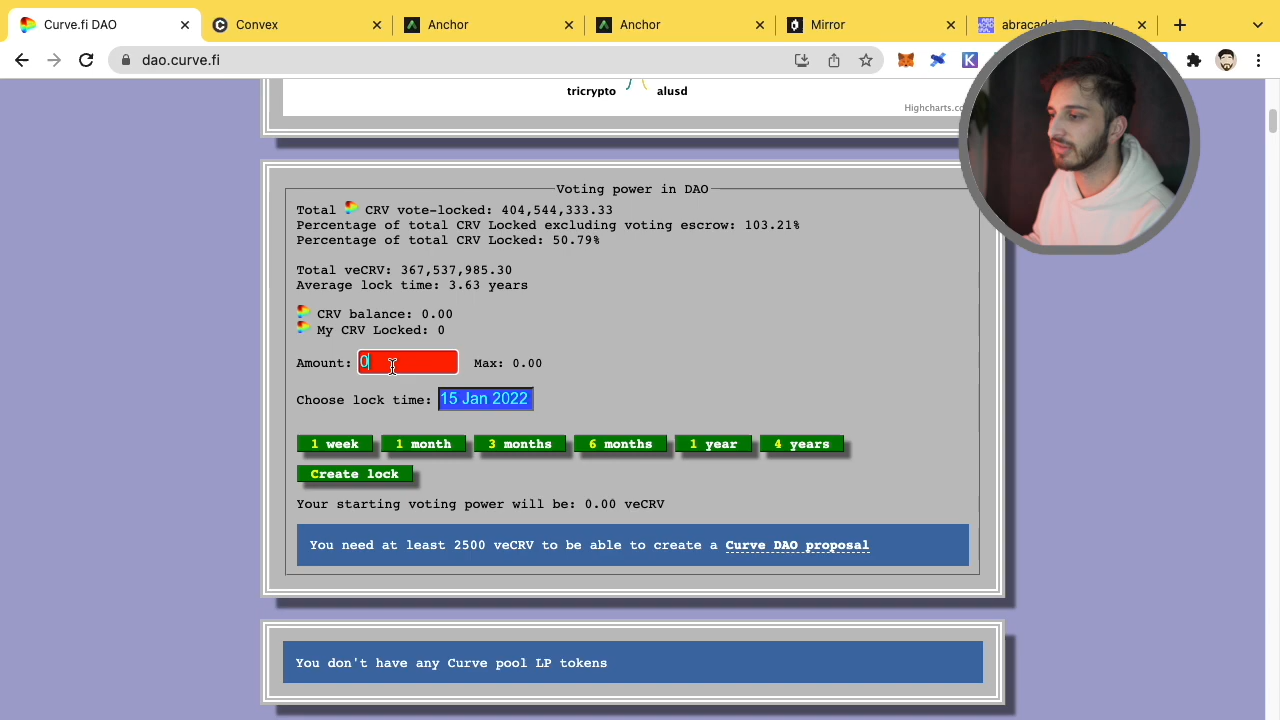 Curve.fi DAO
Convex
Anchor
Anchor
Mirror
dao.curve.fi
tricrypto
alusd
Voting power in DAO
Total CRV vote-locked: 404,544,333.33
Percentage of total CRV Locked excluding voting escrow: 103.21%
Percentage of total CRV Locked: 50.79%
Total veCRV: 367,537,985.30
Average lock time: 3.63 years
CRV balance: 0.00
My CRV Locked: 0
Amount: 0 Max: 0.00
Choose lock time: 15 Jan 2022
1 week 1 month 3 months 6 months 1 year 4 years
Create lock
Your starting voting power will be: 0.00 veCRV
You need at least 2500 veCRV to be able to create a Curve DAO proposal
You don't have any Curve pool LP tokens